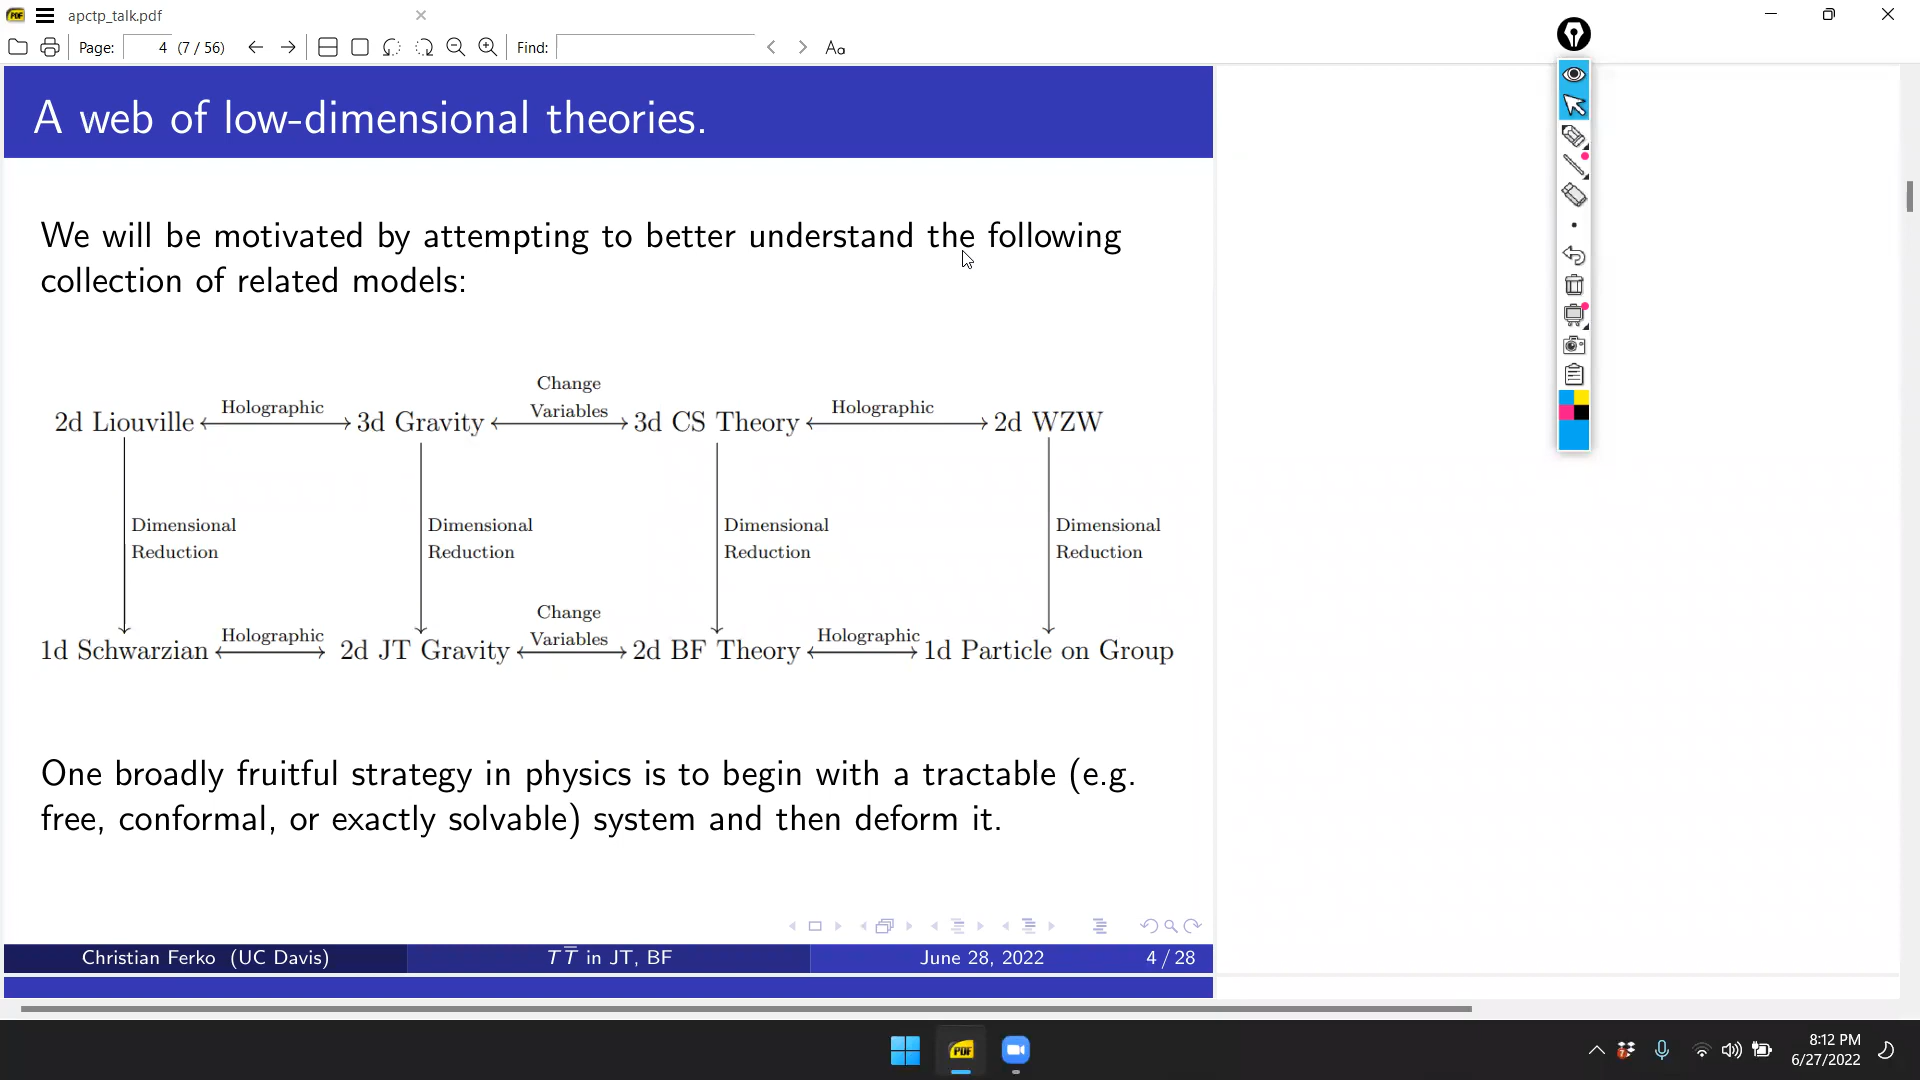 apctp_talk.pdf
Page: 4 (7 / 56) Find: Aa
A web of low-dimensional theories.
We will be motivated by attempting to better understand the following
collection of related models:
Change
Holographic Variables Holographic
2d Liouville 3d Gravity 3d CS Theory 2d WZW
Dimensional Dimensional Dimensional Dimensional
Reduction Reduction Reduction Reduction
Change
Holographic Variables Holographic
1d Schwarzian 2d JT Gravity 2d BF Theory 1d Particle on Group
One broadly fruitful strategy in physics is to begin with a tractable (e.g.
free, conformal, or exactly solvable) system and then deform it.
Christian Ferko (UC Davis) TT̅ in JT, BF June 28, 2022 4 / 28
PDF
8:12 PM
6/27/2022